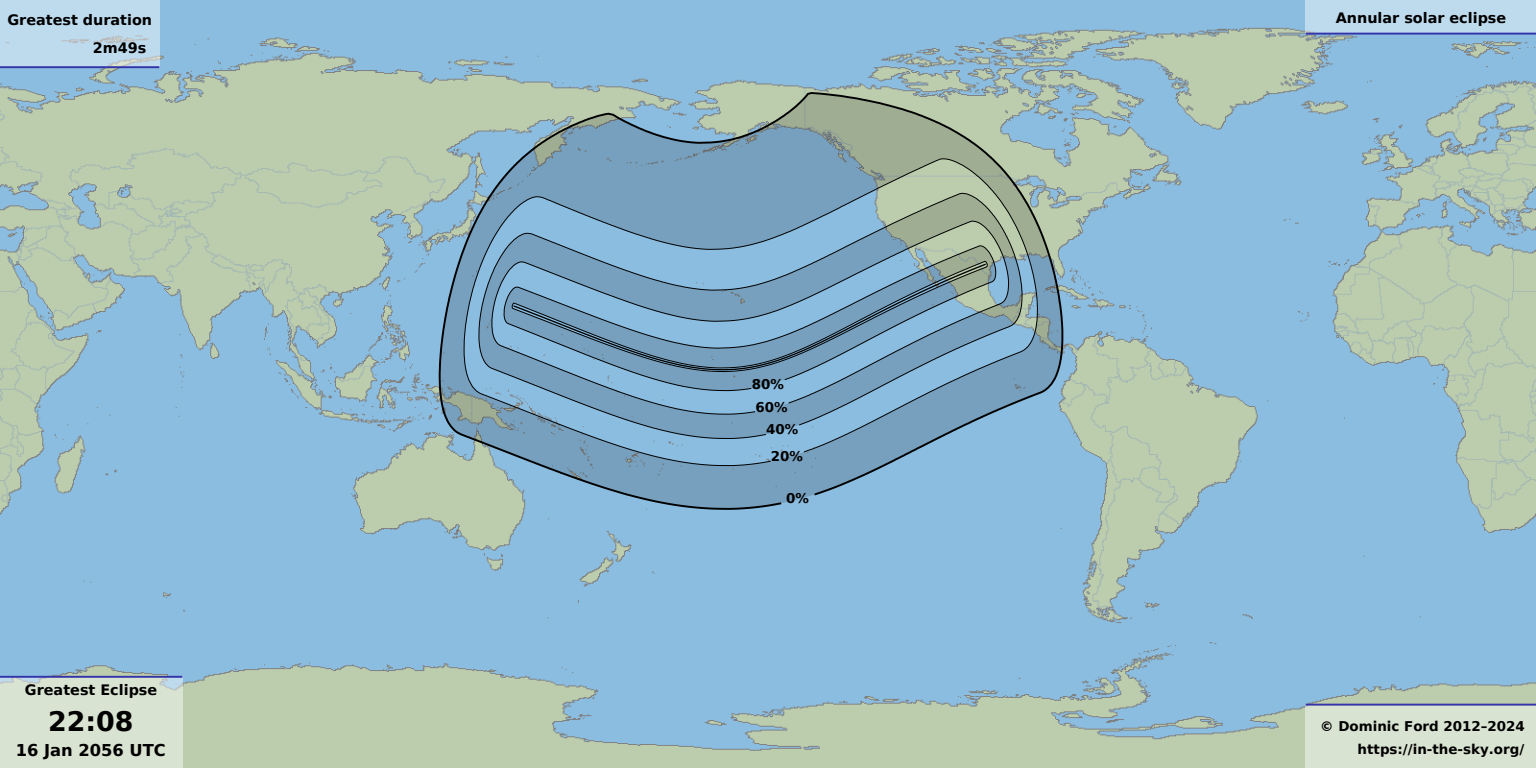 Greatest duration
2m49s
Annular solar eclipse
80%
60%
40%
20%
0%
Greatest Eclipse
22:08
16 Jan 2056 UTC
© Dominic Ford 2012–2024
https://in-the-sky.org/